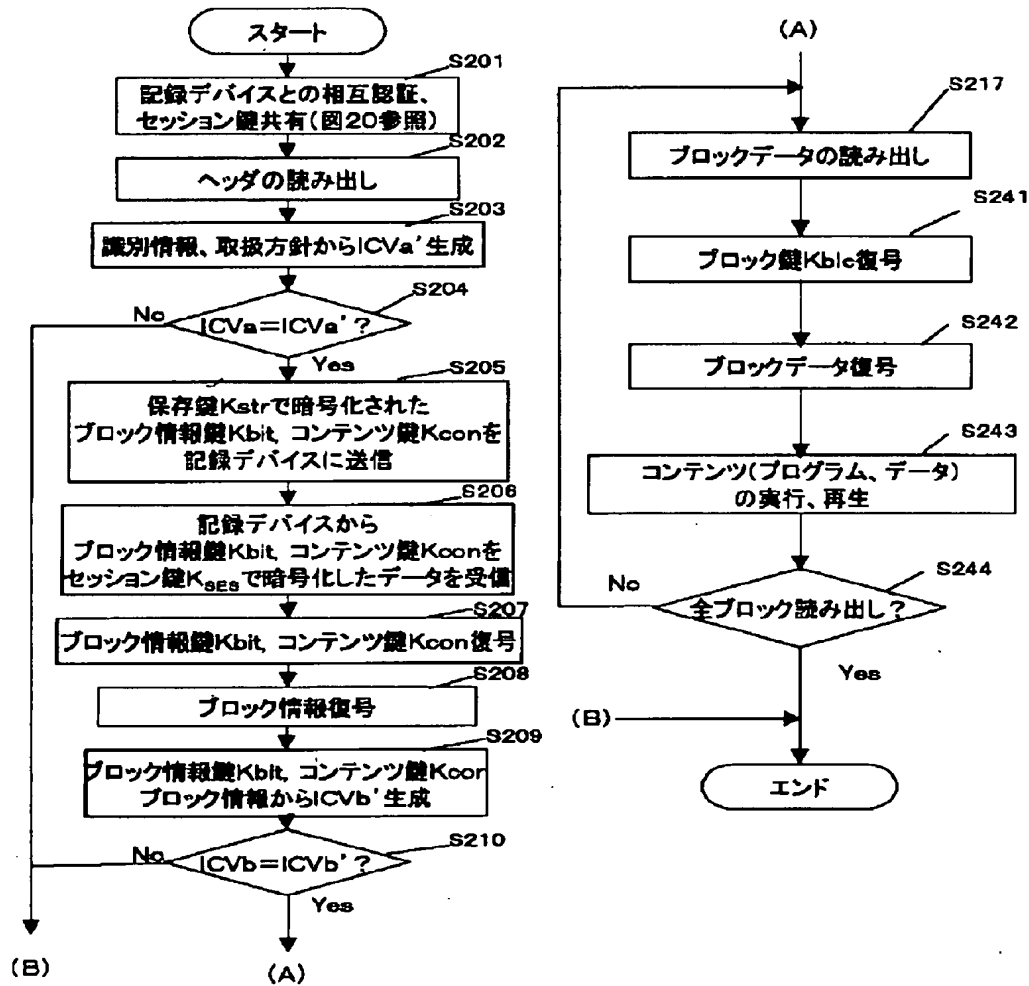 スタート
S201
記録デバイスとの相互認証、
セッション鍵共有(図20参照)
S202
ヘッダの読み出し
S203
識別情報、取扱方針からICVa'生成
S204
ICVa=ICVa'?
No
Yes
S205
保存鍵Kstrで暗号化された
ブロック情報鍵Kbit, コンテンツ鍵Kconを
記録デバイスに送信
S206
記録デバイスから
ブロック情報鍵Kbit, コンテンツ鍵Kconを
セッション鍵KSESで暗号化したデータを受信
S207
ブロック情報鍵Kbit, コンテンツ鍵Kcon復号
S208
ブロック情報復号
S209
ブロック情報鍵Kbit, コンテンツ鍵Kcor
ブロック情報からICVb'生成
S210
ICVb=ICVb'?
No
Yes
(B)
(A)
(A)
S217
ブロックデータの読み出し
S241
ブロック鍵Kblc復号
S242
ブロックデータ復号
S243
コンテンツ(プログラム、データ)
の実行、再生
S244
全ブロック読み出し?
No
Yes
(B)
エンド